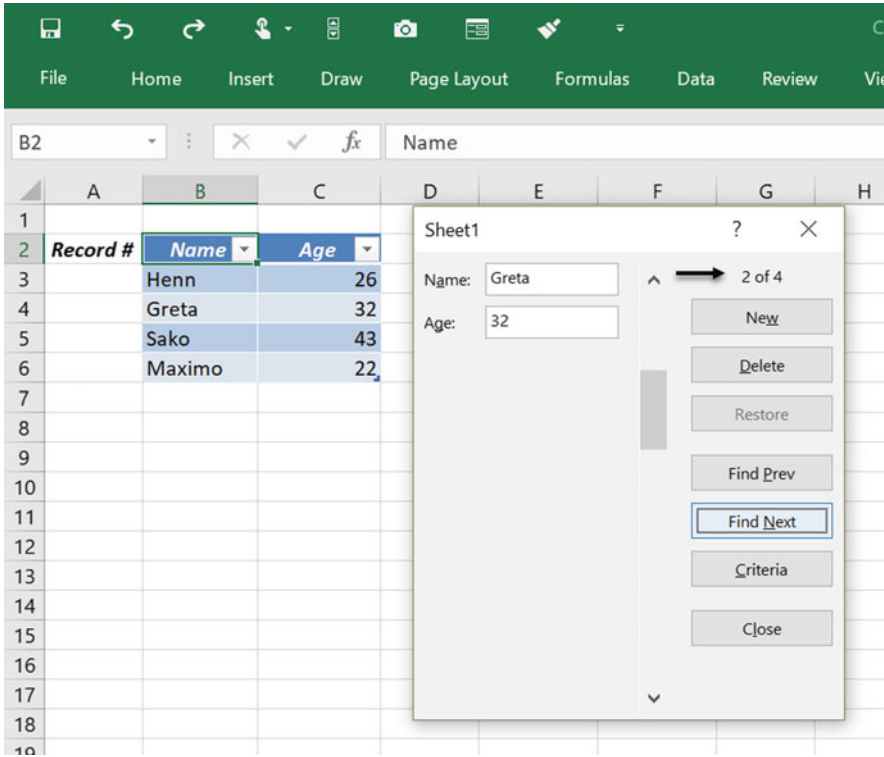 C
File Home Insert Draw Page Layout Formulas Data Review Vie
B2 fx Name
A B C D E F G H
1
2 Record # Name Age
3 Henn 26
4 Greta 32
5 Sako 43
6 Maximo 22
7
8
9
10
11
12
13
14
15
16
17
18
19
Sheet1 ? ×
Name: Greta 2 of 4
Age: 32
New
Delete
Restore
Find Prev
Find Next
Criteria
Close